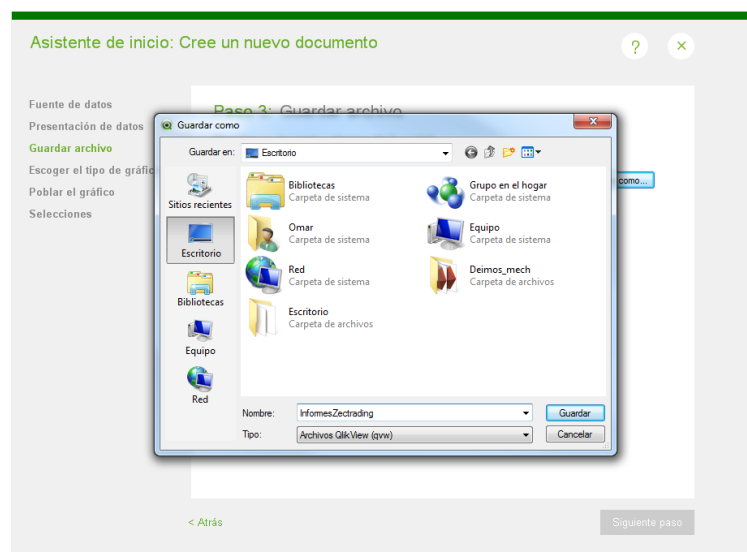 Asistente de inicio: Cree un nuevo documento
?
×
Fuente de datos
Presentación de datos
Guardar archivo
Escoger el tipo de gráfic
Poblar el gráfico
Selecciones
Paso 3: Guardar archivo
Guardar como
Guardar en:
Escritorio
Sitios recientes
Escritorio
Bibliotecas
Equipo
Red
Bibliotecas
Carpeta de sistema
Grupo en el hogar
Carpeta de sistema
Omar
Carpeta de sistema
Equipo
Carpeta de sistema
Red
Carpeta de sistema
Deimos_mech
Carpeta de archivos
Escritorio
Carpeta de archivos
Nombre:
InformesZectrading
Guardar
Tipo:
Archivos QlikView (qvw)
Cancelar
como...
< Atrás
Siguiente paso